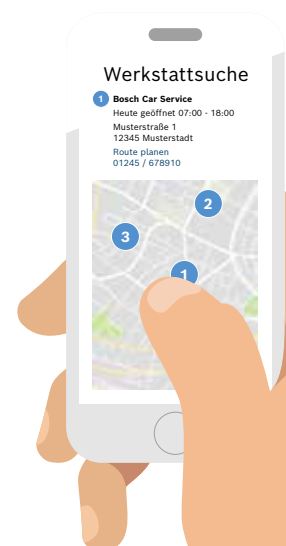 Werkstattsuche
1 Bosch Car Service
Heute geöffnet 07:00 - 18:00
Musterstraße 1
12345 Musterstadt
Route planen
01245 / 678910
2
3
1